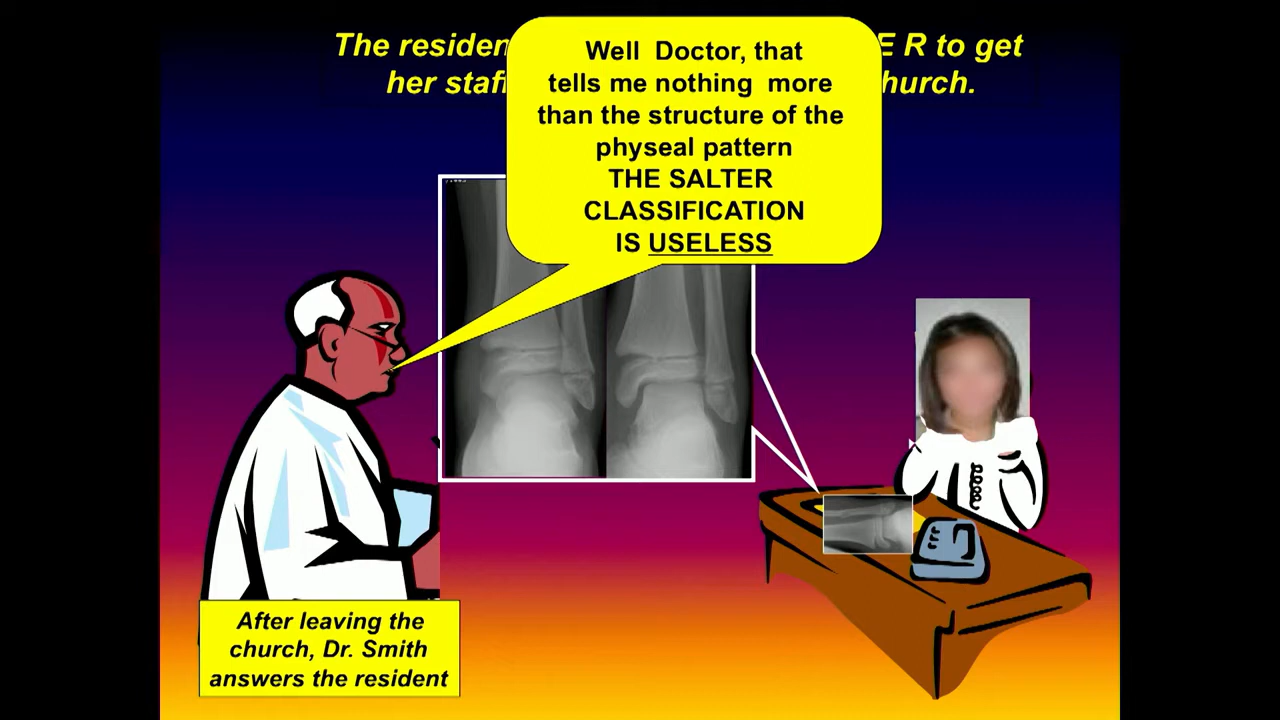 The residen E R to get
her staf hurch.
Well Doctor, that
tells me nothing more
than the structure of the
physeal pattern
THE SALTER
CLASSIFICATION
IS USELESS
After leaving the
church, Dr. Smith
answers the resident